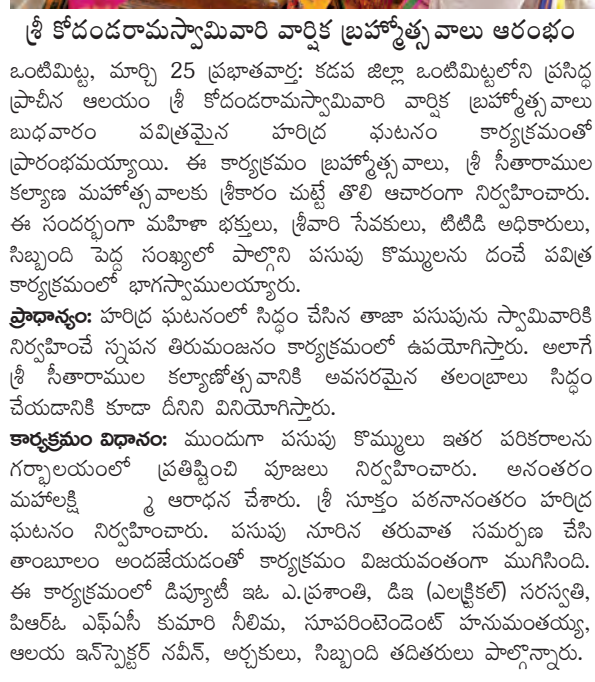 శ్రీ కోదండరామస్వామివారి వార్షిక బ్రహ్మోత్సవాలు ఆరంభం
ఒంటిమిట్ట, మార్చి 25 ప్రభాతవార్త: కడప జిల్లా ఒంటిమిట్టలోని ప్రసిద్ధ
ప్రాచీన ఆలయం శ్రీ కోదండరామస్వామివారి వార్షిక బ్రహ్మోత్సవాలు
బుధవారం పవిత్రమైన హరిద్ర ఘటనం కార్యక్రమంతో
ప్రారంభమయ్యాయి. ఈ కార్యక్రమం బ్రహ్మోత్సవాలు, శ్రీ సీతారాముల
కల్యాణ మహోత్సవాలకు శ్రీకారం చుట్టే తొలి ఆచారంగా నిర్వహించారు.
ఈ సందర్భంగా మహిళా భక్తులు, శ్రీవారి సేవకులు, టిటిడి అధికారులు,
సిబ్బంది పెద్ద సంఖ్యలో పాల్గొని పసుపు కొమ్ములను దంచే పవిత్ర
కార్యక్రమంలో భాగస్వాములయ్యారు.
ప్రాధాన్యం: హరిద్ర ఘటనంలో సిద్ధం చేసిన తాజా పసుపును స్వామివారికి
నిర్వహించే స్నపన తిరుమంజనం కార్యక్రమంలో ఉపయోగిస్తారు. అలాగే
శ్రీ సీతారాముల కల్యాణోత్సవానికి అవసరమైన తలంబ్రాలు సిద్ధం
చేయడానికి కూడా దీనిని వినియోగిస్తారు.
కార్యక్రమం విధానం: ముందుగా పసుపు కొమ్ములు ఇతర పరికరాలను
గర్భాలయంలో ప్రతిష్టించి పూజలు నిర్వహించారు. అనంతరం
మహాలక్షి ్మ ఆరాధన చేశారు. శ్రీ సూక్తం పఠనానంతరం హరిద్ర
ఘటనం నిర్వహించారు. పసుపు నూరిన తరువాత సమర్పణ చేసి
తాంబూలం అందజేయడంతో కార్యక్రమం విజయవంతంగా ముగిసింది.
ఈ కార్యక్రమంలో డిప్యూటీ ఇఓ ఎ.ప్రశాంతి, డిఇ (ఎలక్ట్రికల్) సరస్వతి,
పిఆర్ఓ ఎఫ్ఏసీ కుమారి నీలిమ, సూపరింటెండెంట్ హనుమంతయ్య,
ఆలయ ఇన్‌స్పెక్టర్ నవీన్, అర్చకులు, సిబ్బంది తదితరులు పాల్గొన్నారు.